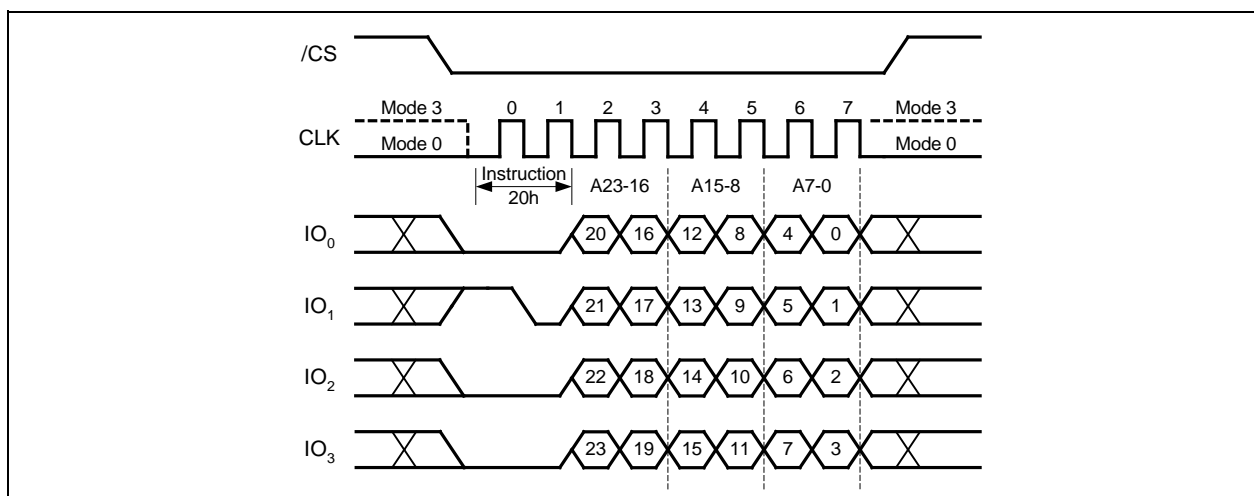 /CS
Mode 3 0 1 2 3 4 5 6 7 Mode 3
CLK
Mode 0 Mode 0
Instruction
20h
A23-16 A15-8 A7-0
IO0 20 16 12 8 4 0
IO1 21 17 13 9 5 1
IO2 22 18 14 10 6 2
IO3 23 19 15 11 7 3